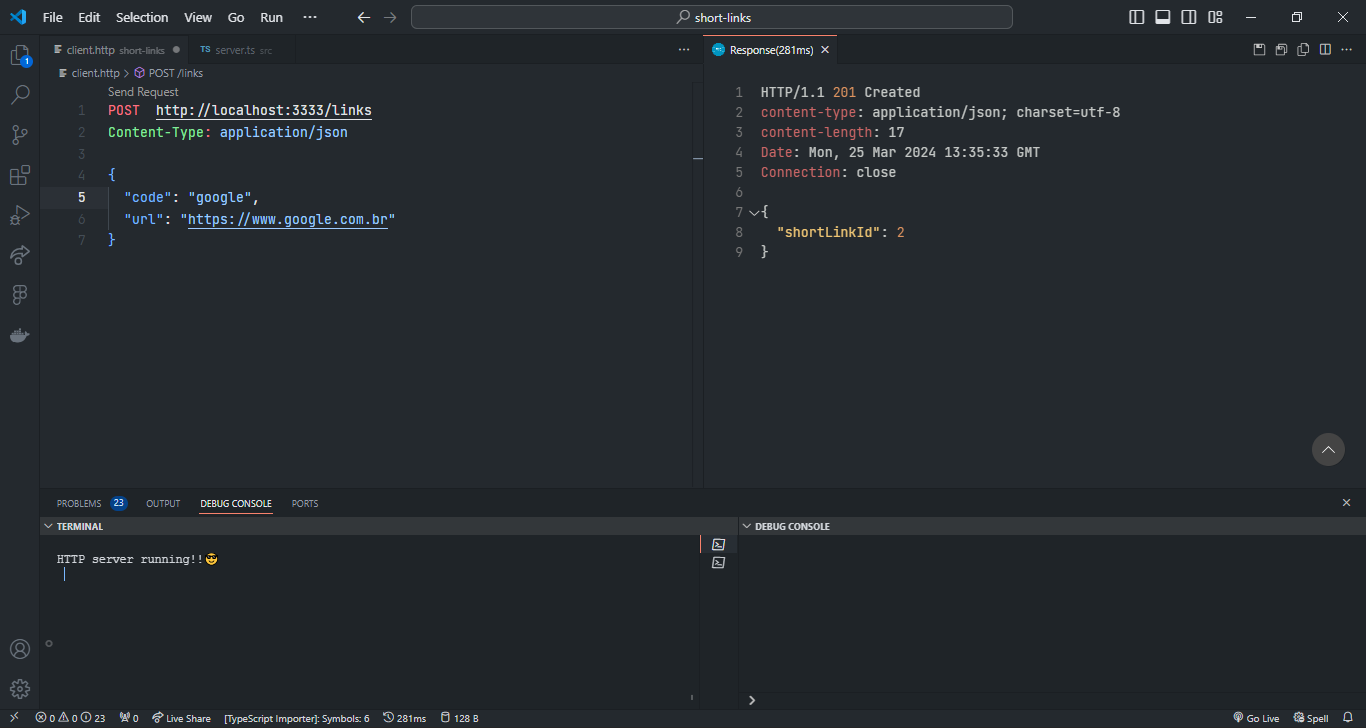 File Edit Selection View Go Run ··· short-links
client.http short-links ● TS server.ts src ···
client.http > POST /links
Send Request
1 POST http://localhost:3333/links
2 Content-Type: application/json
3
4 {
5 "code": "google",
6 "url": "https://www.google.com.br"
7 }
Response(281ms) ×
1 HTTP/1.1 201 Created
2 content-type: application/json; charset=utf-8
3 content-length: 17
4 Date: Mon, 25 Mar 2024 13:35:33 GMT
5 Connection: close
6
7 {
8 "shortLinkId": 2
9 }
1
PROBLEMS 23 OUTPUT DEBUG CONSOLE PORTS
TERMINAL
HTTP server running!!😎
DEBUG CONSOLE
0 0 23 0 Live Share [TypeScript Importer]: Symbols: 6 281ms 128 B Go Live Spell